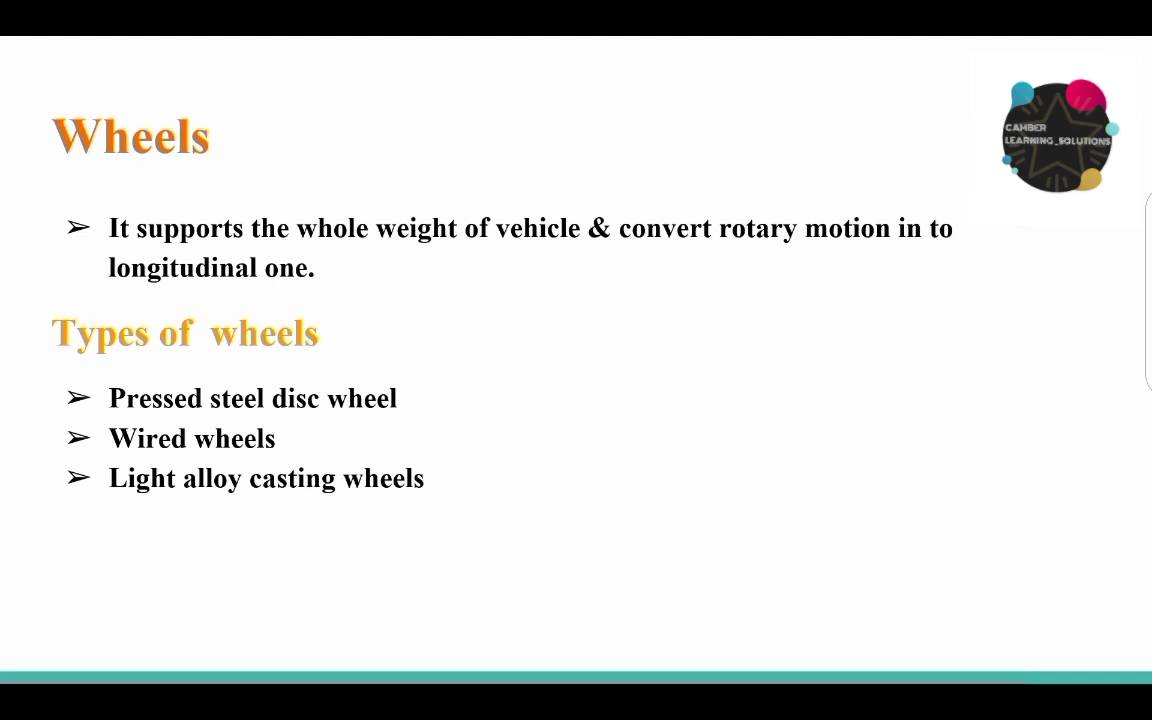 CAMBER
LEARNING_SOLUTIONS
Wheels
➢ It supports the whole weight of vehicle & convert rotary motion in to
longitudinal one.
Types of wheels
➢ Pressed steel disc wheel
➢ Wired wheels
➢ Light alloy casting wheels